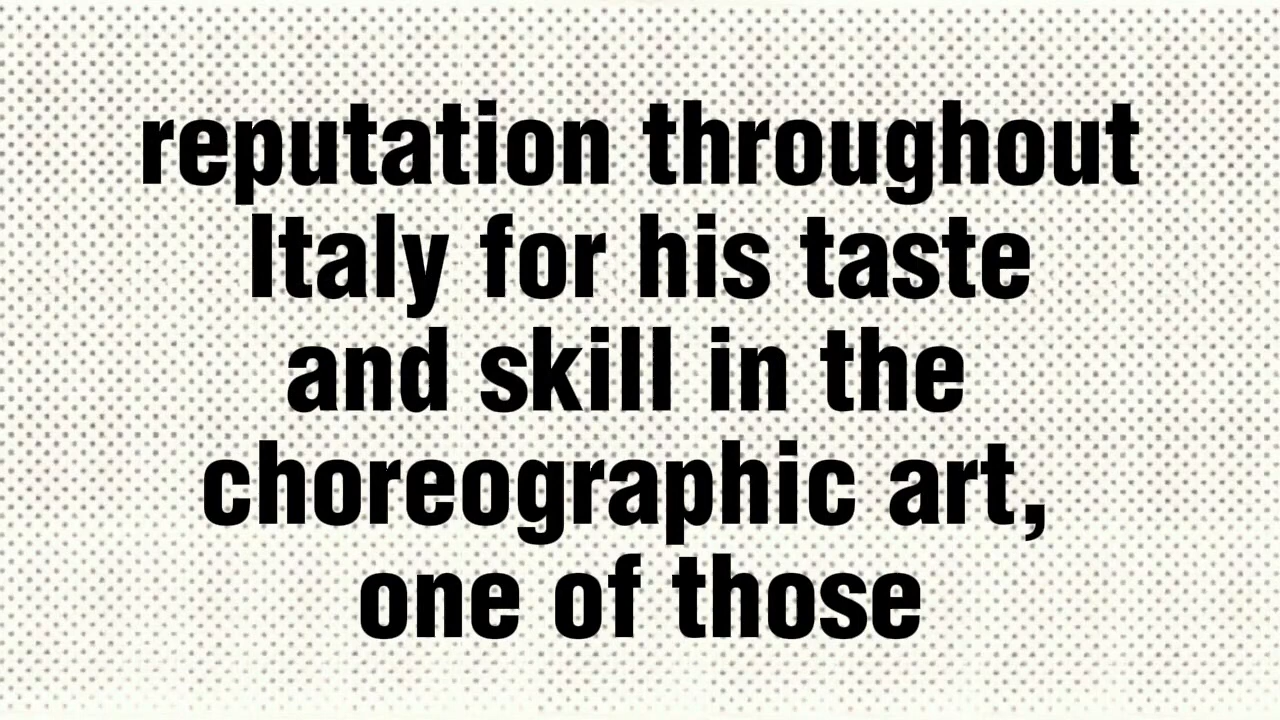 reputation throughout
Italy for his taste
and skill in the
choreographic art,
one of those